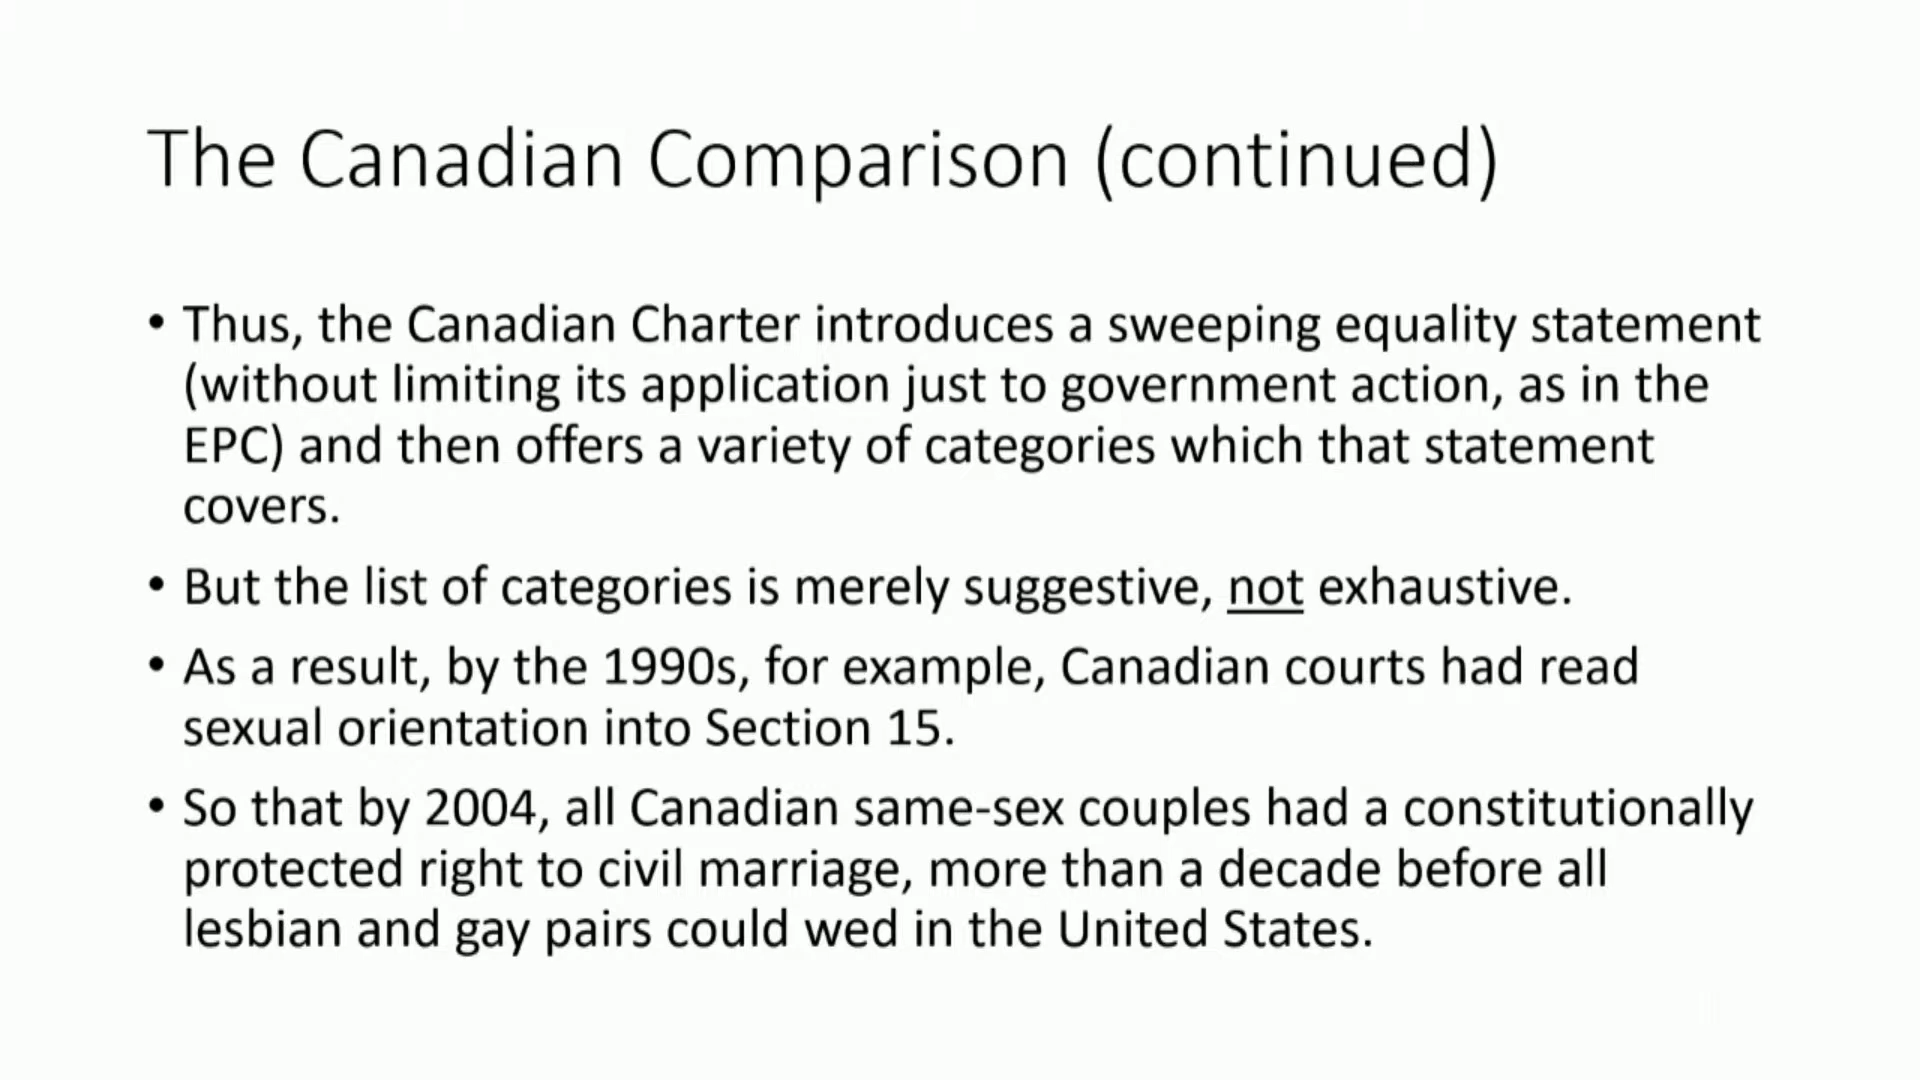 The Canadian Comparison (continued)
• Thus, the Canadian Charter introduces a sweeping equality statement
(without limiting its application just to government action, as in the
EPC) and then offers a variety of categories which that statement
covers.
• But the list of categories is merely suggestive, not exhaustive.
• As a result, by the 1990s, for example, Canadian courts had read
sexual orientation into Section 15.
• So that by 2004, all Canadian same-sex couples had a constitutionally
protected right to civil marriage, more than a decade before all
lesbian and gay pairs could wed in the United States.